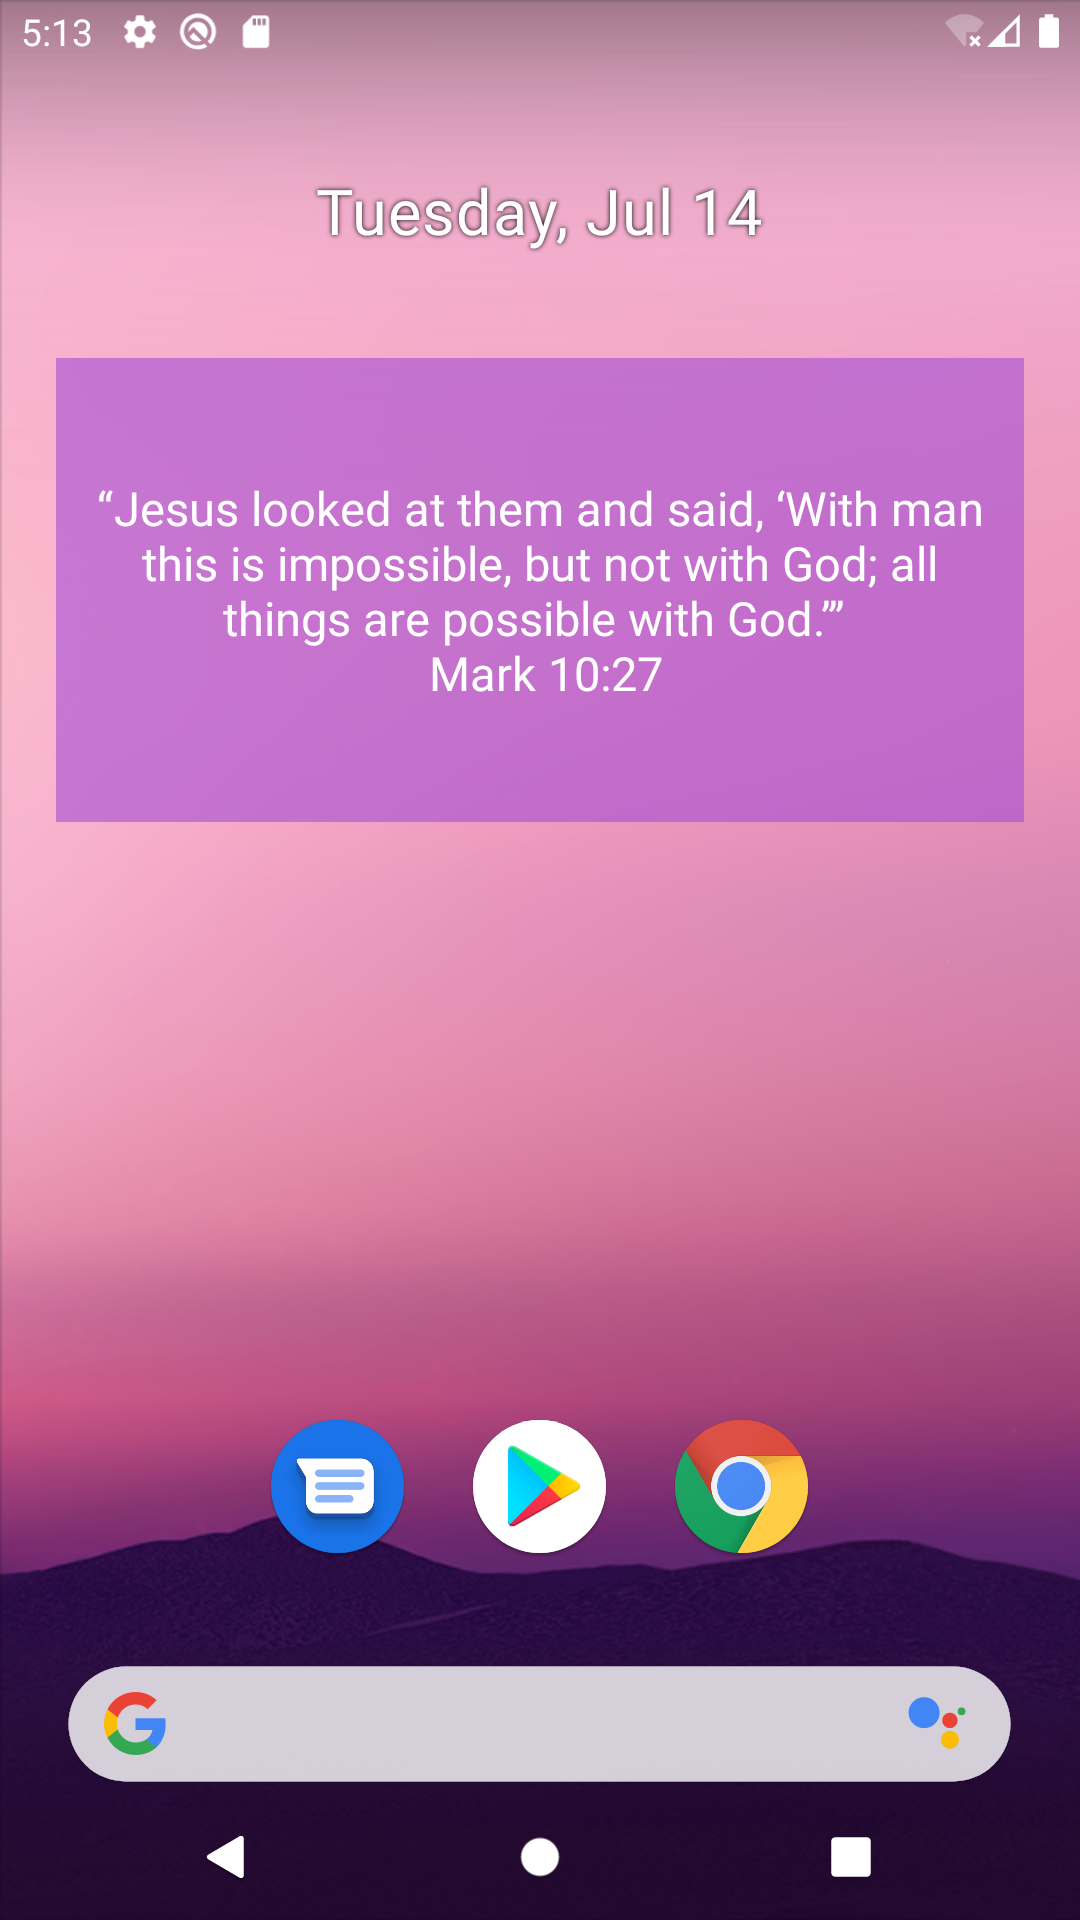 5:13
Tuesday, Jul 14
“Jesus looked at them and said, ‘With man
this is impossible, but not with God; all
things are possible with God.’”
Mark 10:27